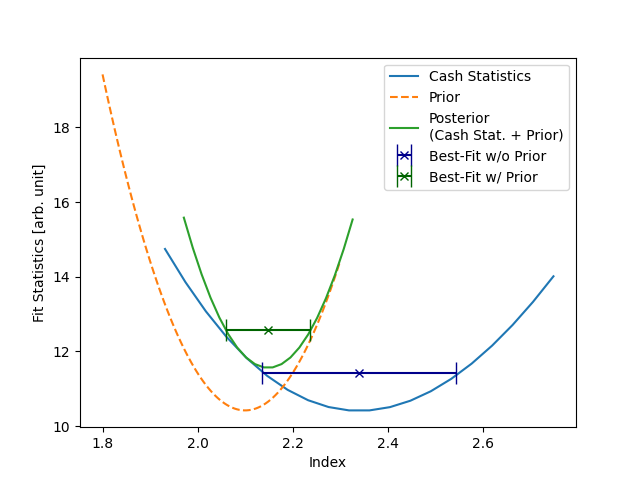 Cash Statistics
Prior
Posterior
(Cash Stat. + Prior)
Best-Fit w/o Prior
Best-Fit w/ Prior
18
16
14
12
10
Fit Statistics [arb. unit]
1.8
2.0
2.2
2.4
2.6
Index